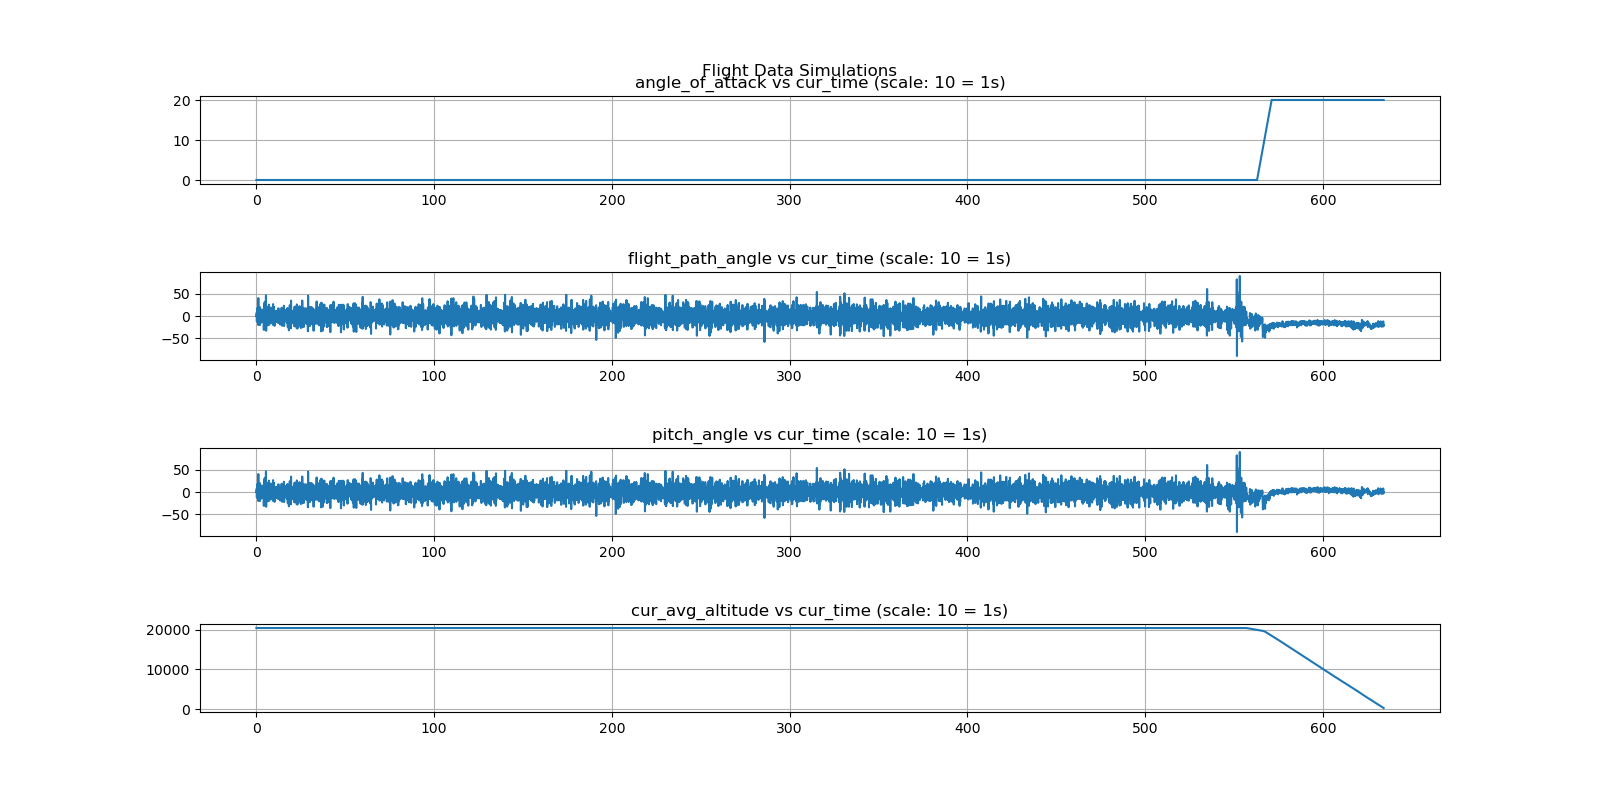 Flight Data Simulations
angle_of_attack vs cur_time (scale: 10 = 1s)
20
10
0
0 100 200 300 400 500 600
flight_path_angle vs cur_time (scale: 10 = 1s)
50
0
−50
0 100 200 300 400 500 600
pitch_angle vs cur_time (scale: 10 = 1s)
50
0
−50
0 100 200 300 400 500 600
cur_avg_altitude vs cur_time (scale: 10 = 1s)
20000
10000
0
0 100 200 300 400 500 600